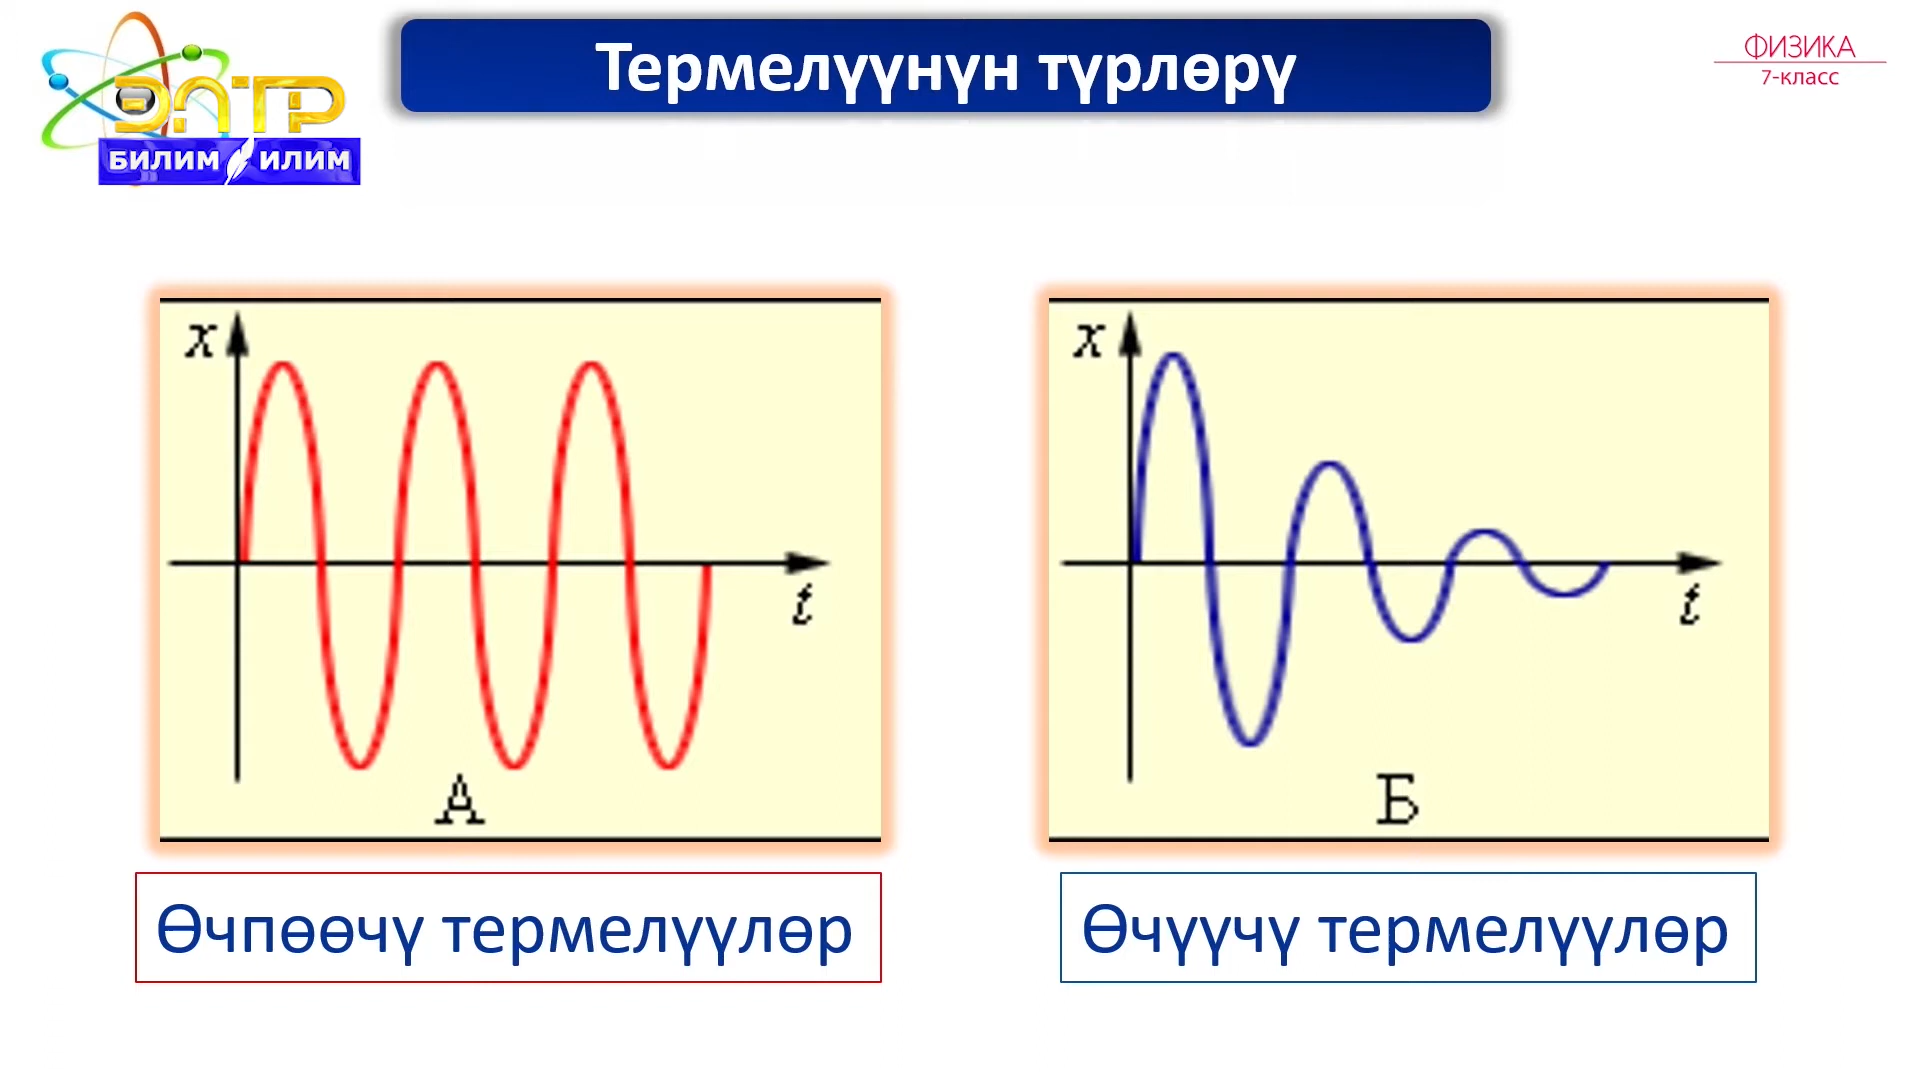 ЭЛТР
БИЛИМ ИЛИМ
Термелүүнүн түрлөрү
ФИЗИКА
7-класс
x
t
А
x
t
Б
Өчпөөчү термелүүлөр
Өчүүчү термелүүлөр